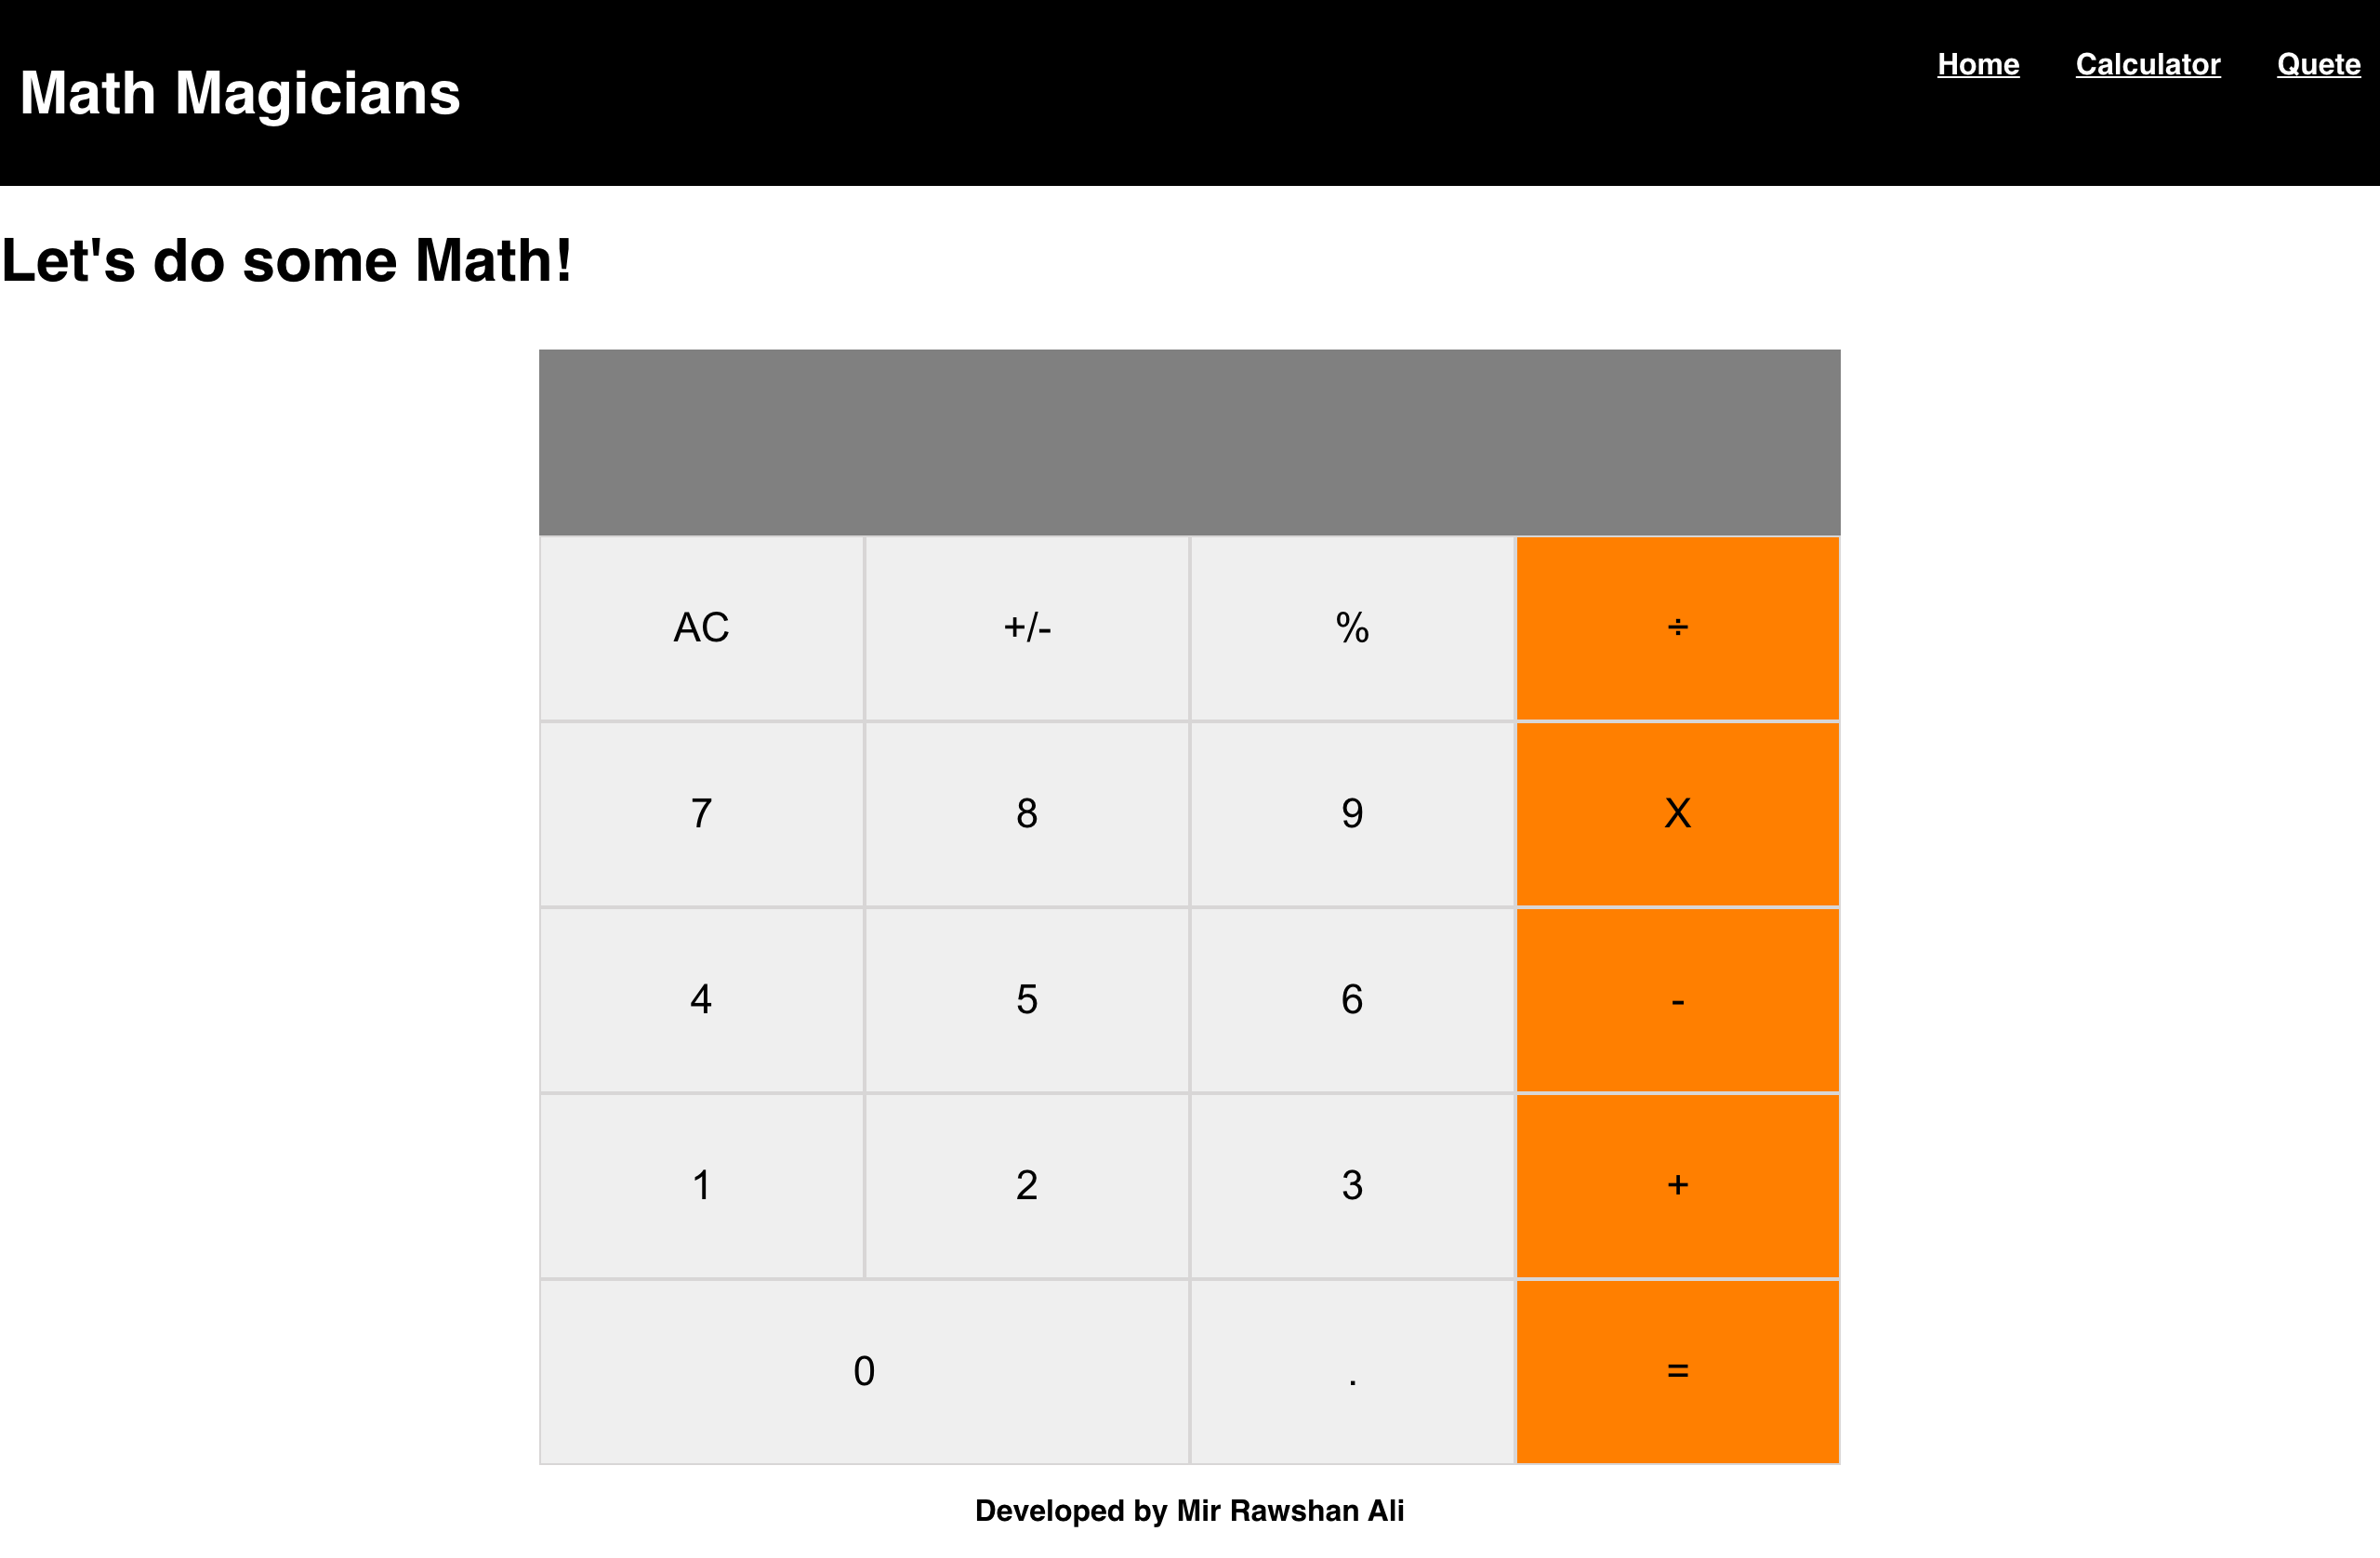 Math Magicians
Home Calculator Quete
Let's do some Math!
AC +/- % ÷
7 8 9 X
4 5 6 -
1 2 3 +
0 . =
Developed by Mir Rawshan Ali